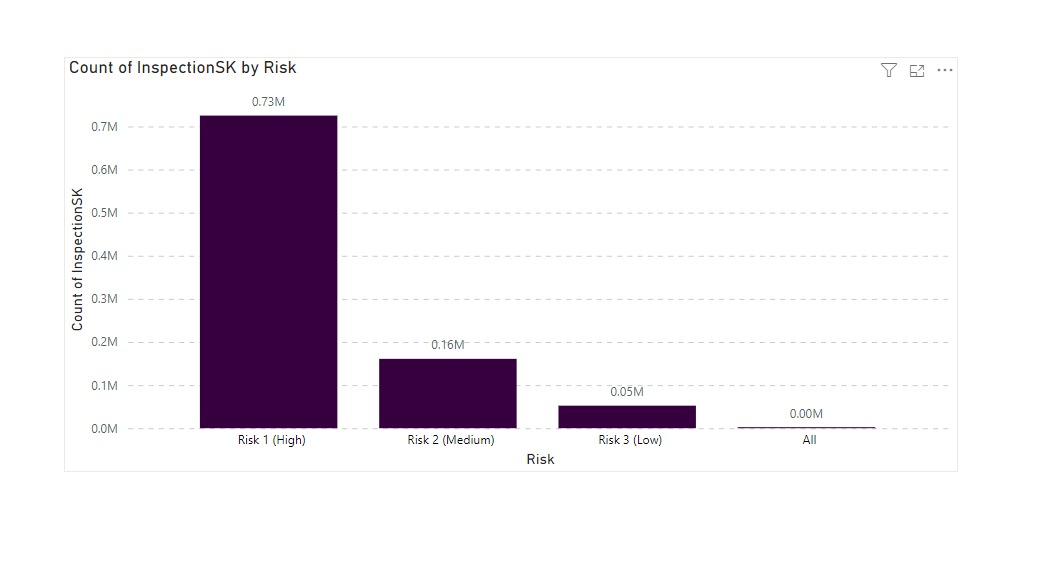 Count of InspectionSK by Risk
Count of InspectionSK
0.7M
0.6M
0.5M
0.4M
0.3M
0.2M
0.1M
0.0M
0.73M
0.16M
0.05M
0.00M
Risk 1 (High)
Risk 2 (Medium)
Risk 3 (Low)
All
Risk